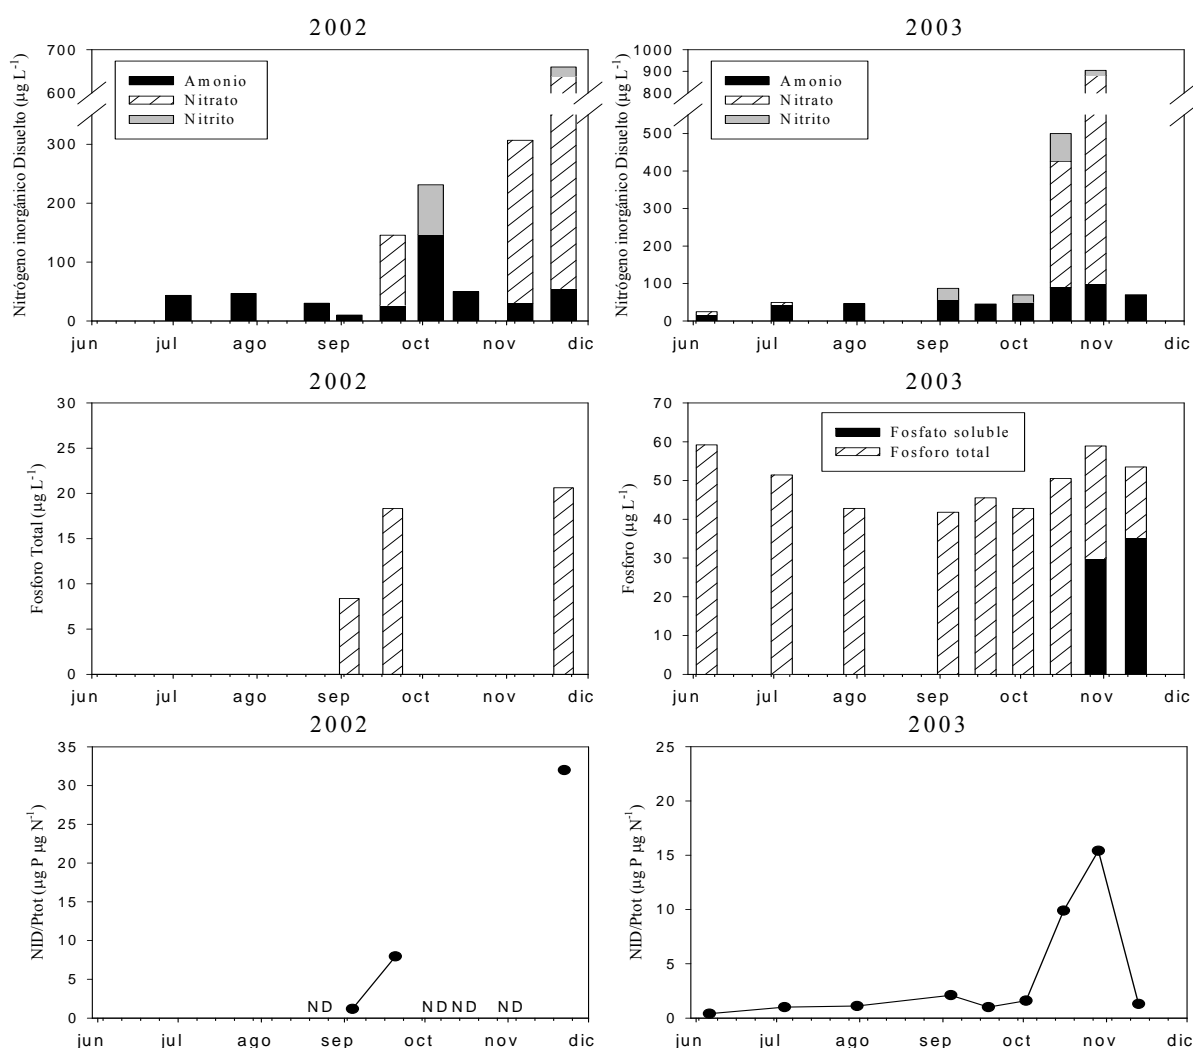 2002
Nitrógeno inorgánico Disuelto (µg L⁻¹)
700
600
300
200
100
0
Amonio
Nitrato
Nitrito
jun jul ago sep oct nov dic
2003
Nitrógeno inorgánico Disuelto (µg L⁻¹)
1000
900
800
500
400
300
200
100
0
Amonio
Nitrato
Nitrito
jun jul ago sep oct nov dic
2002
Fosforo Total (µg L⁻¹)
30
25
20
15
10
5
0
jun jul ago sep oct nov dic
2003
Fosforo (µg L⁻¹)
70
60
50
40
30
20
10
0
Fosfato soluble
Fosforo total
jun jul ago sep oct nov dic
2002
NID/Ptot (µg P µg N⁻¹)
35
30
25
20
15
10
5
0
ND ND ND ND
jun jul ago sep oct nov dic
2003
NID/Ptot (µg P µg N⁻¹)
25
20
15
10
5
0
jun jul ago sep oct nov dic